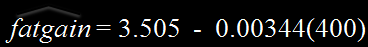 fatgain = 3.505 - 0.00344(400)